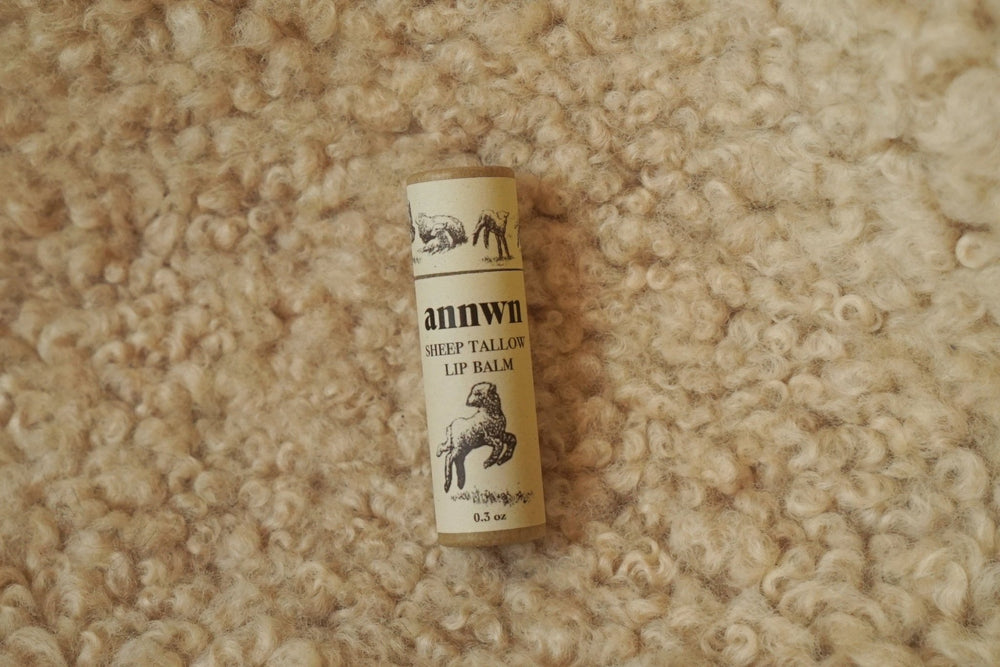 annwn
SHEEP TALLOW
LIP BALM
0.3 oz